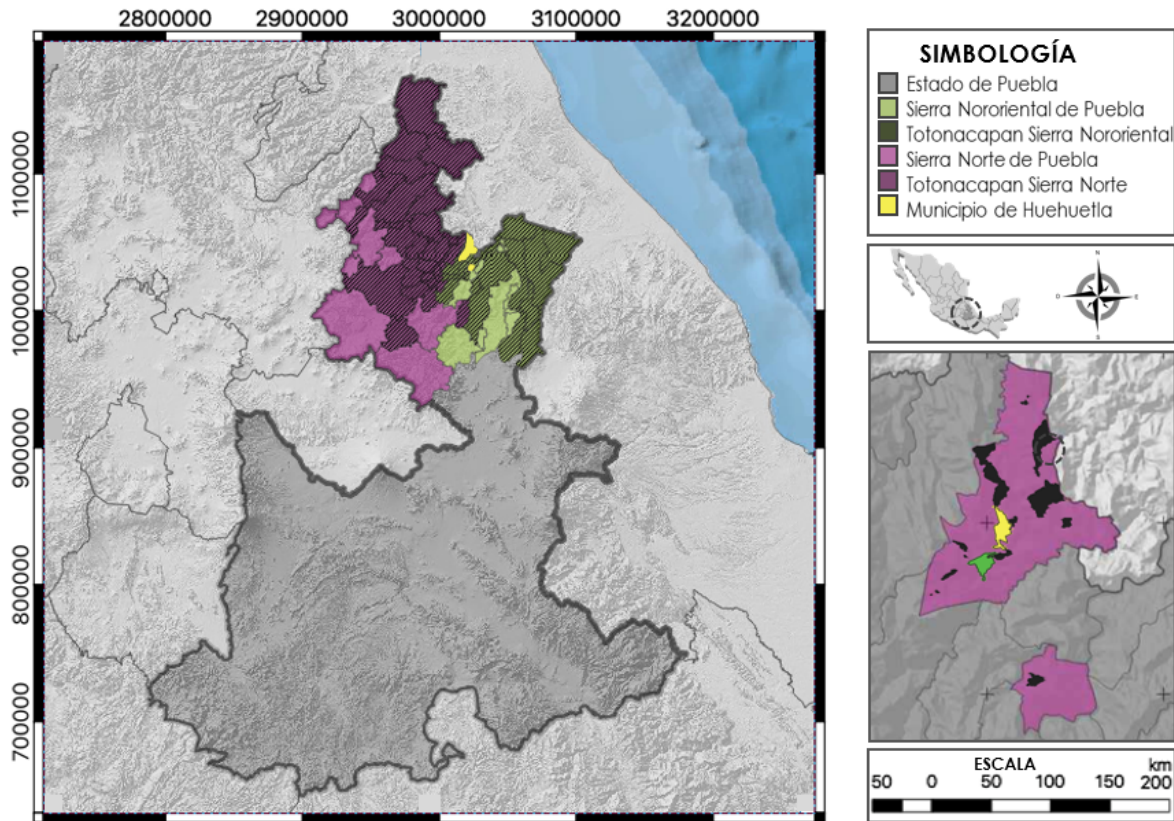 2800000 2900000 3000000 3100000 3200000
1100000
1000000
900000
800000
700000
SIMBOLOGÍA
Estado de Puebla
Sierra Nororiental de Puebla
Totonacapan Sierra Nororiental
Sierra Norte de Puebla
Totonacapan Sierra Norte
Municipio de Huehuetla
N
O E
S
ESCALA km
50 0 50 100 150 200